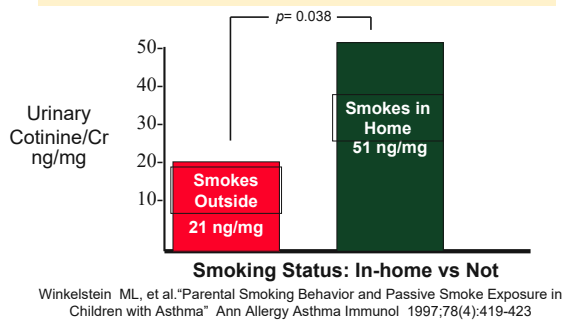 p= 0.038
50
40
30
20
10
Urinary
Cotinine/Cr
ng/mg
Smokes
Outside
21 ng/mg
Smokes in
Home
51 ng/mg
Smoking Status: In-home vs Not
Winkelstein ML, et al.“Parental Smoking Behavior and Passive Smoke Exposure in
Children with Asthma” Ann Allergy Asthma Immunol 1997;78(4):419-423